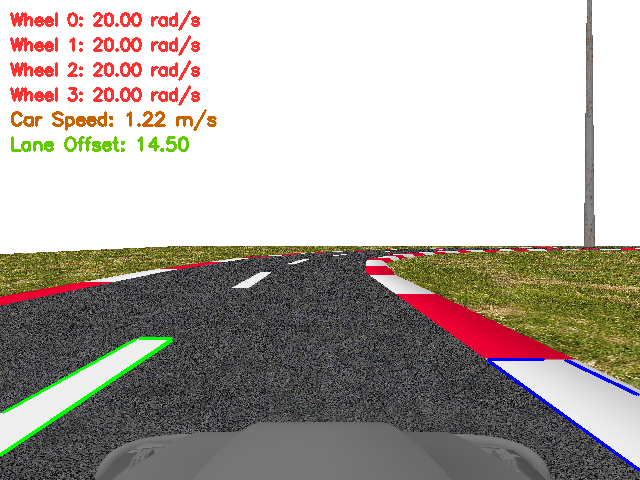 Wheel 0: 20.00 rad/s
Wheel 1: 20.00 rad/s
Wheel 2: 20.00 rad/s
Wheel 3: 20.00 rad/s
Car Speed: 1.22 m/s
Lane Offset: 14.50